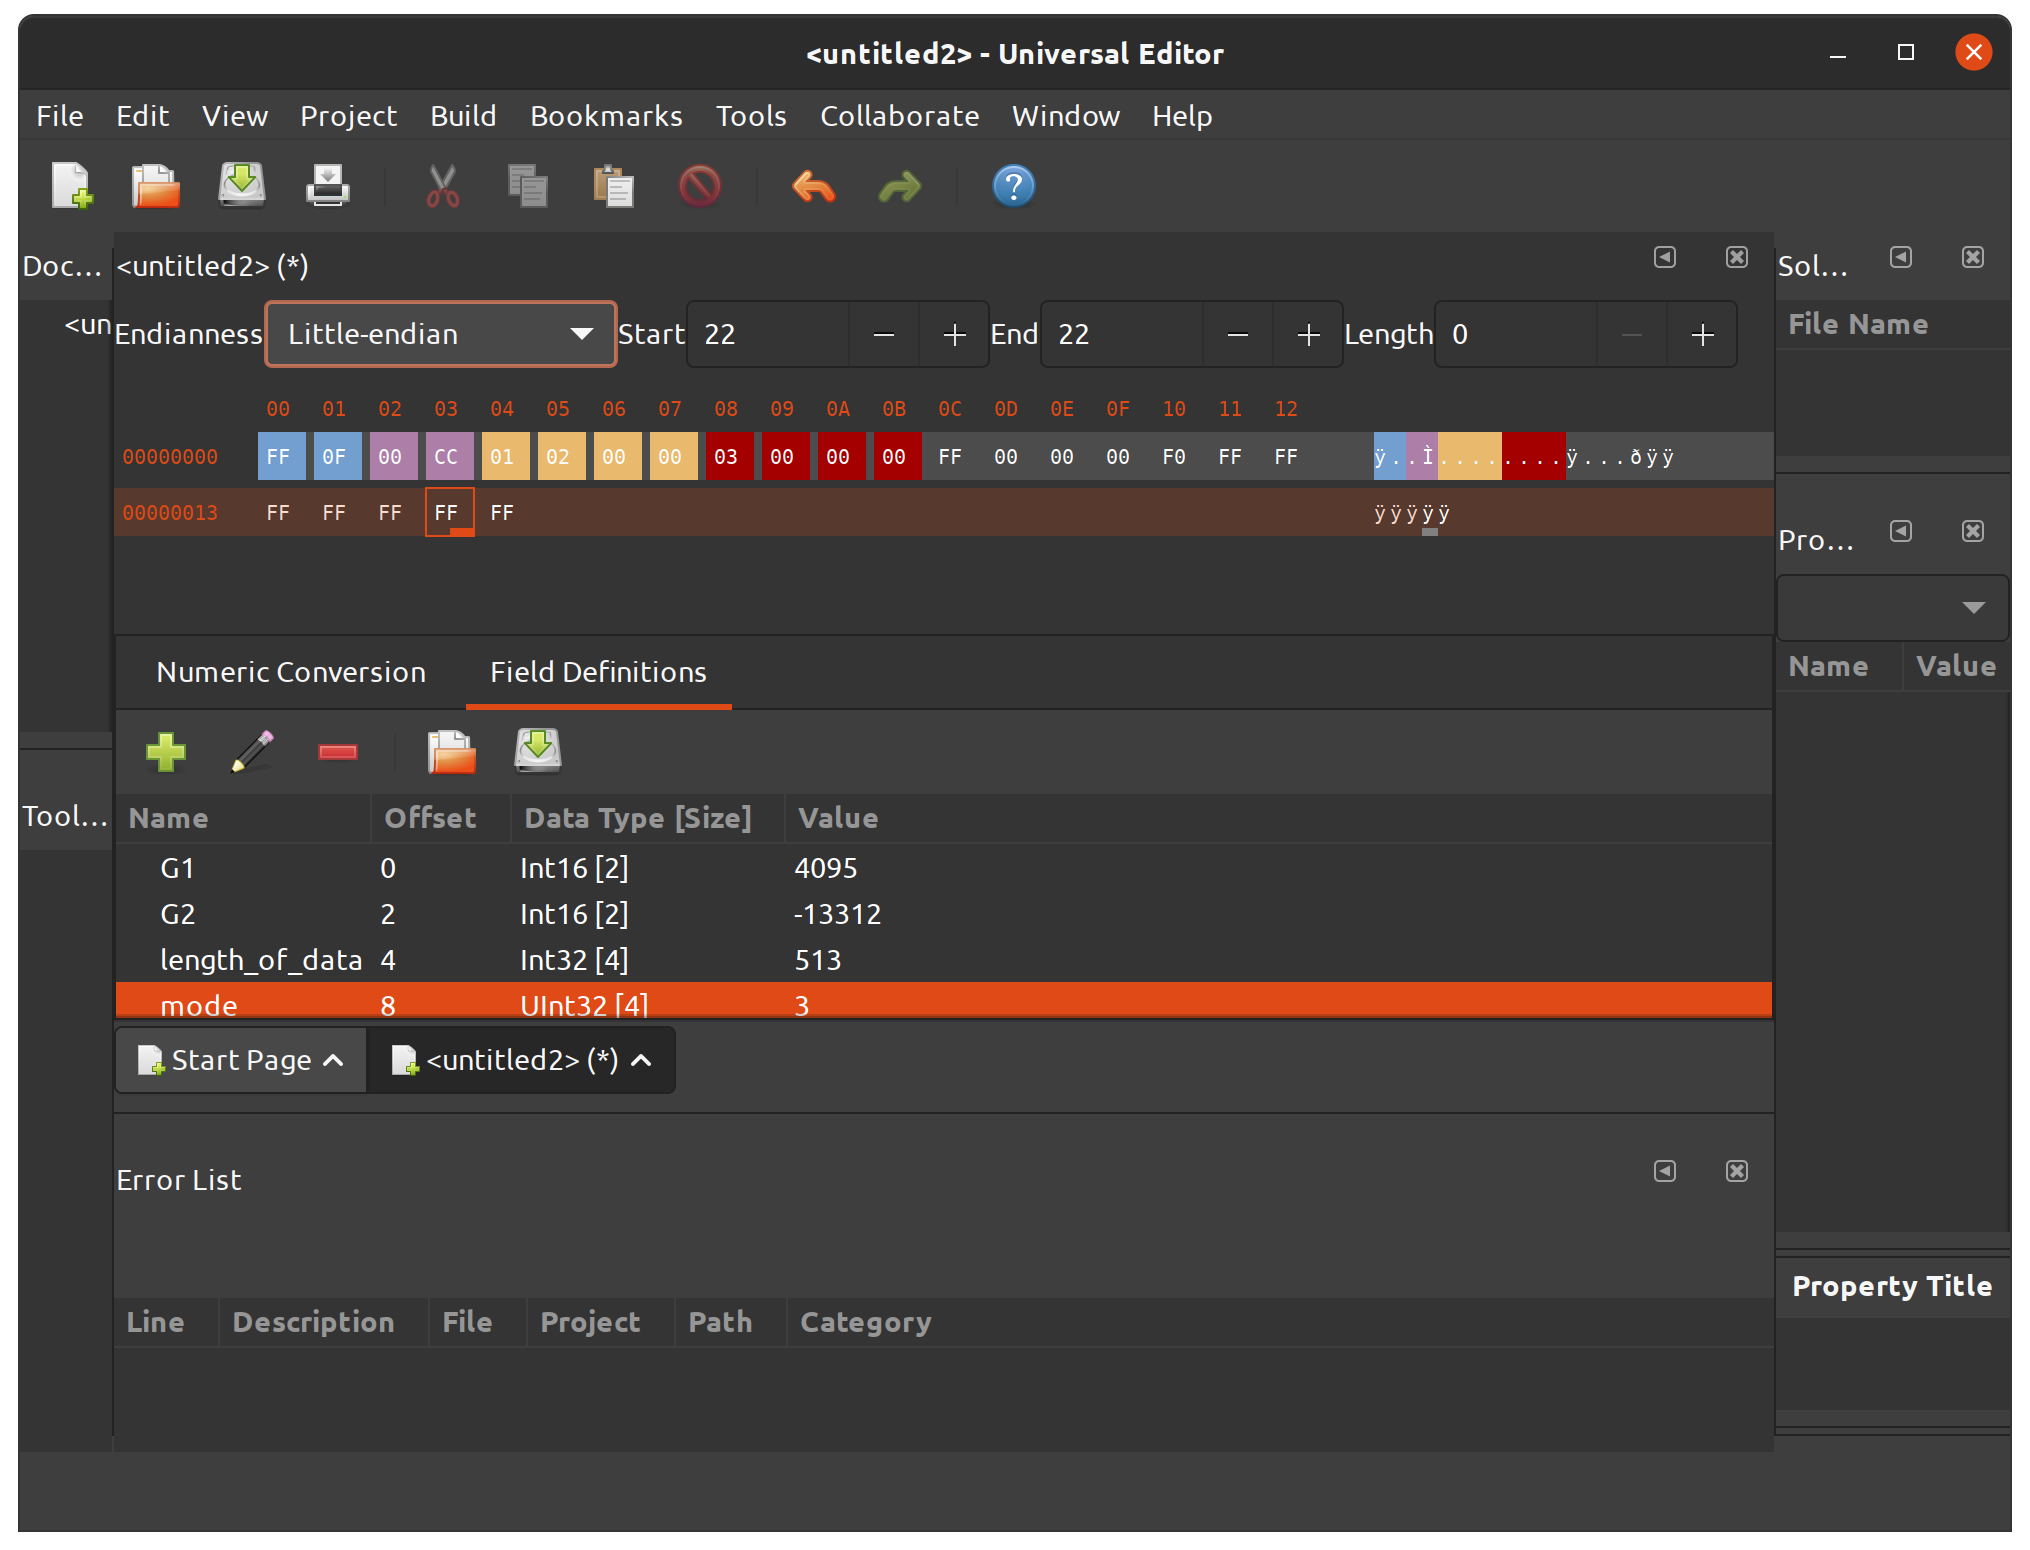 <untitled2> - Universal Editor
File Edit View Project Build Bookmarks Tools Collaborate Window Help
Doc...
<un
Tool...
<untitled2> (*)
Endianness Little-endian Start 22 End 22 Length 0
00 01 02 03 04 05 06 07 08 09 0A 0B 0C 0D 0E 0F 10 11 12
00000000 FF 0F 00 CC 01 02 00 00 03 00 00 00 FF 00 00 00 F0 FF FF ÿ..Ì........ÿ...ðÿÿ
00000013 FF FF FF FF FF ÿÿÿÿÿ
Numeric Conversion Field Definitions
Name Offset Data Type [Size] Value
G1 0 Int16 [2] 4095
G2 2 Int16 [2] -13312
length_of_data 4 Int32 [4] 513
mode 8 UInt32 [4] 3
Start Page <untitled2> (*)
Error List
Line Description File Project Path Category
Sol...
File Name
Pro...
Name Value
Property Title